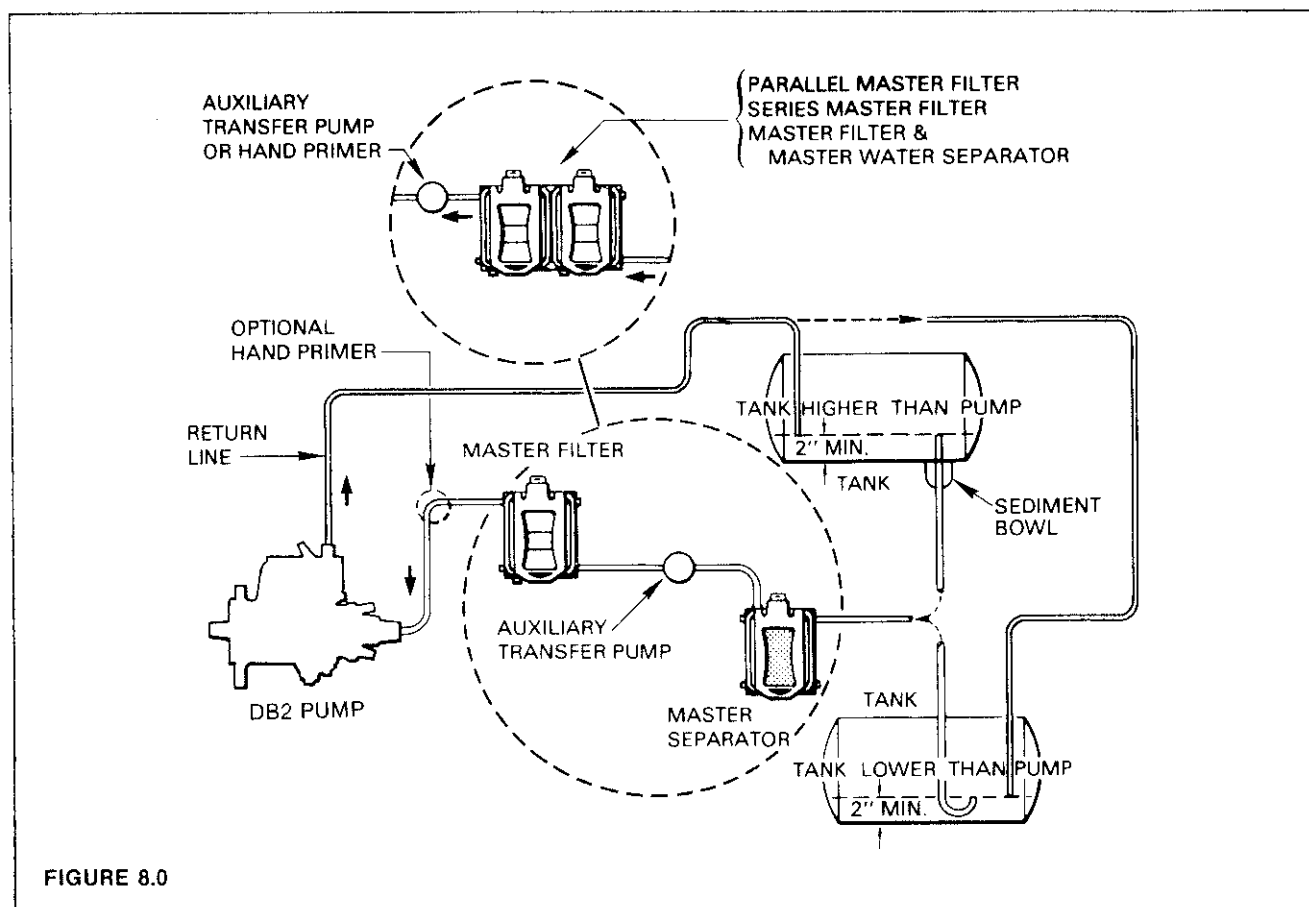 AUXILIARY
TRANSFER PUMP
OR HAND PRIMER
PARALLEL MASTER FILTER
SERIES MASTER FILTER
MASTER FILTER &
MASTER WATER SEPARATOR
OPTIONAL
HAND PRIMER
RETURN
LINE
MASTER FILTER
TANK HIGHER THAN PUMP
2" MIN.
TANK
SEDIMENT
BOWL
AUXILIARY
TRANSFER PUMP
DB2 PUMP
MASTER
SEPARATOR
TANK
TANK LOWER THAN PUMP
2" MIN.
FIGURE 8.0